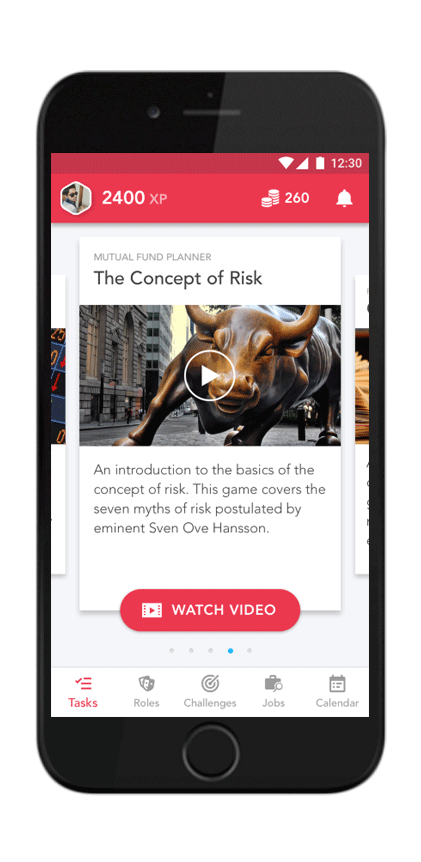 12:30
2400 XP
260
MUTUAL FUND PLANNER
The Concept of Risk
An introduction to the basics of the
concept of risk. This game covers the
seven myths of risk postulated by
eminent Sven Ove Hansson.
WATCH VIDEO
Tasks
Roles
Challenges
Jobs
Calendar